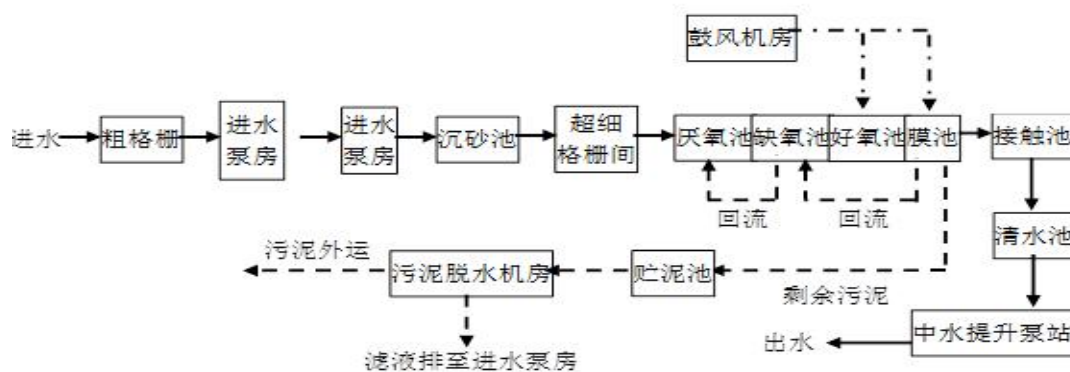 鼓风机房
进水
粗格栅
进水
泵房
进水
泵房
沉砂池
超细
格栅间
厌氧池
缺氧池
好氧池
膜池
接触池
回流
回流
清水池
污泥外运
污泥脱水机房
贮泥池
剩余污泥
中水提升泵站
出水
滤液排至进水泵房